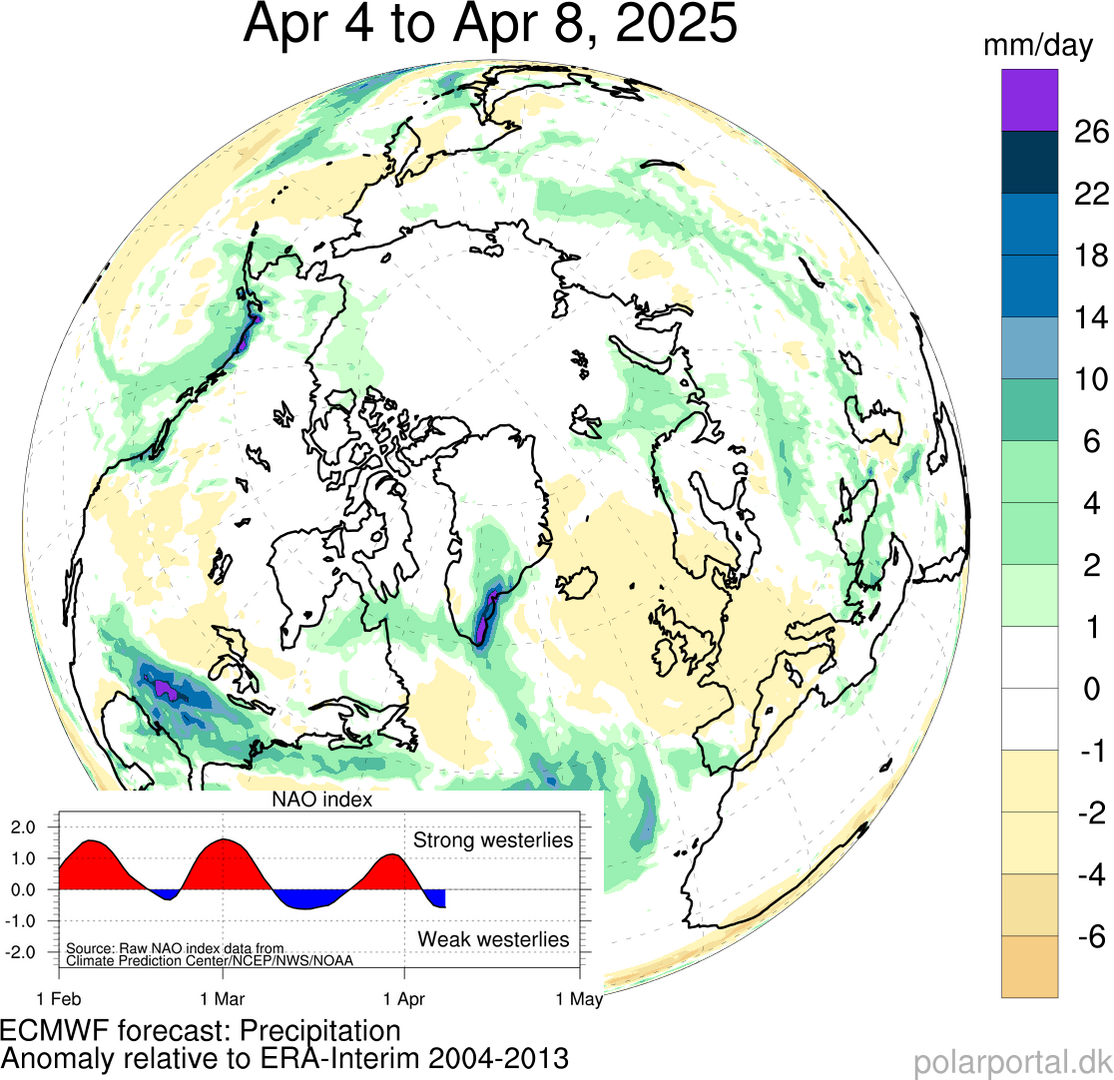 Apr 4 to Apr 8, 2025
mm/day
26
22
18
14
10
6
4
2
1
0
-1
-2
-4
-6
NAO index
2.0
1.0
0.0
-1.0
-2.0
Strong westerlies
Weak westerlies
Source: Raw NAO index data from
Climate Prediction Center/NCEP/NWS/NOAA
1 Feb
1 Mar
1 Apr
1 May
ECMWF forecast: Precipitation
Anomaly relative to ERA-Interim 2004-2013
polarportal.dk